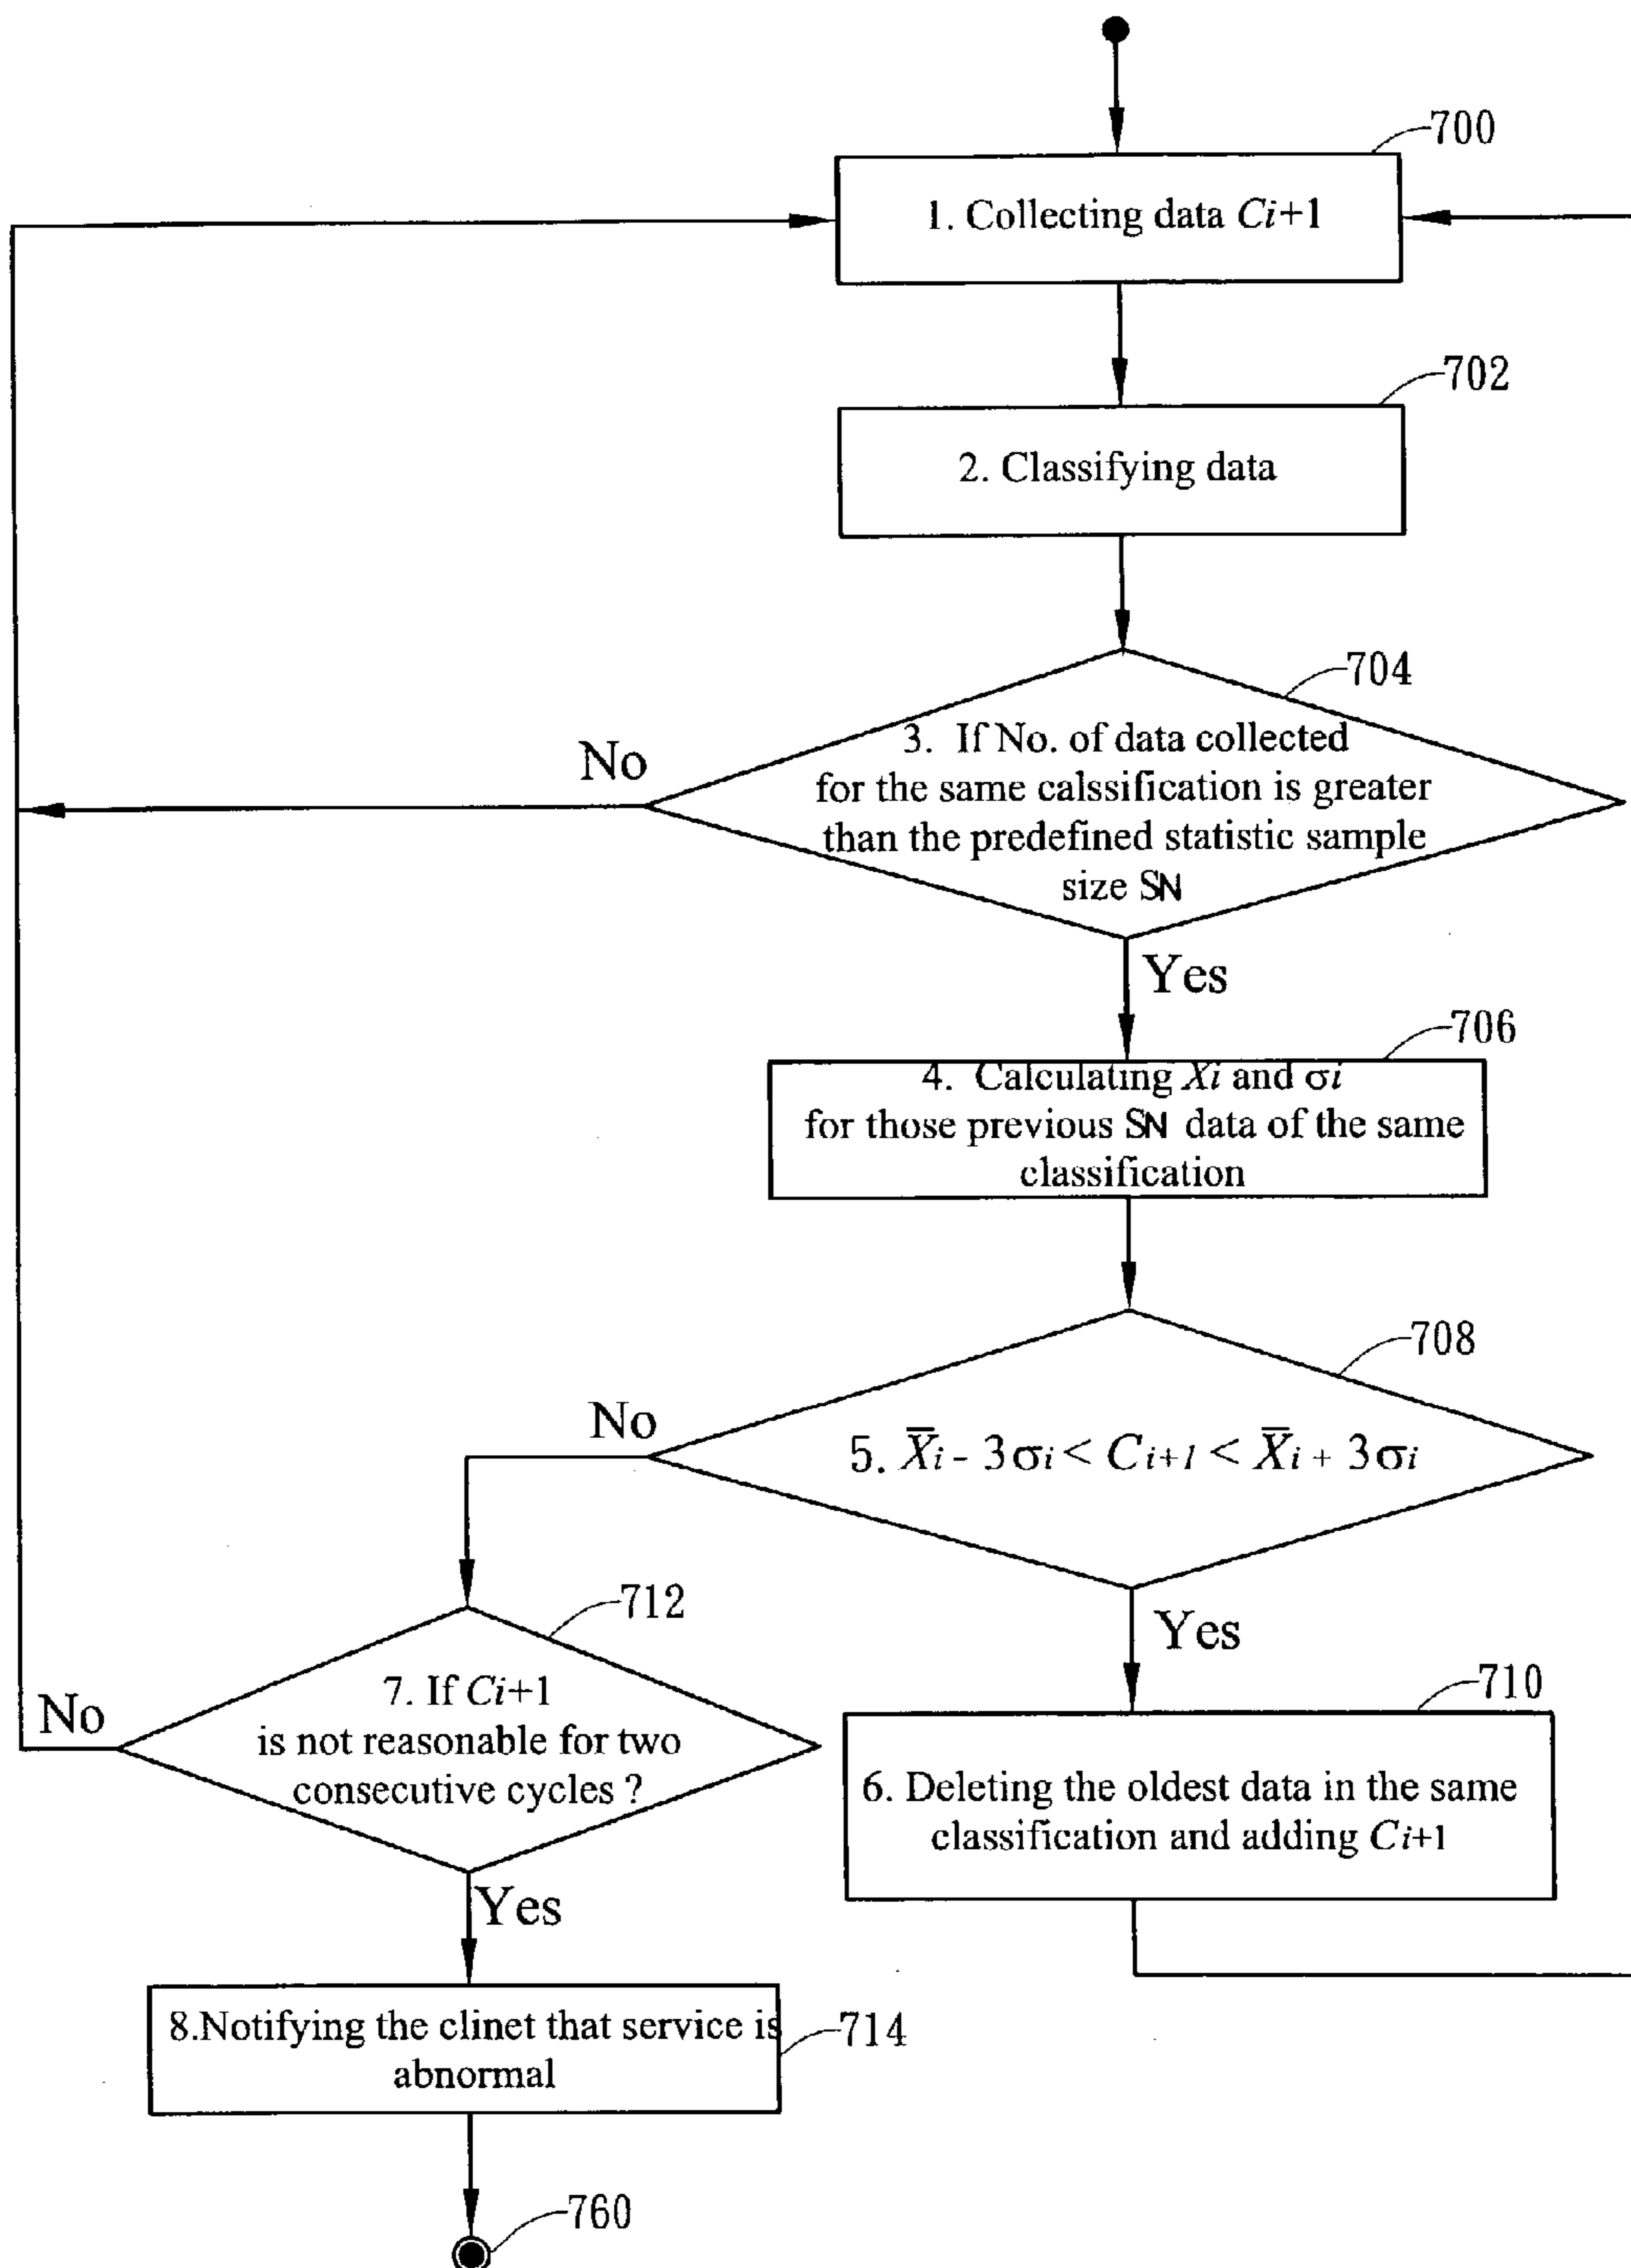 700
1. Collecting data Ci+1
702
2. Classifying data
704
3. If No. of data collected
for the same calssification is greater
than the predefined statistic sample
size SN
No
Yes
706
4. Calculating Xi and σi
for those previous SN data of the same
classification
708
No
5. X̅i - 3σi < Ci+1 < X̅i + 3σi
Yes
712
7. If Ci+1
is not reasonable for two
consecutive cycles ?
No
Yes
710
6. Deleting the oldest data in the same
classification and adding Ci+1
8.Notifying the clinet that service is
abnormal
714
760